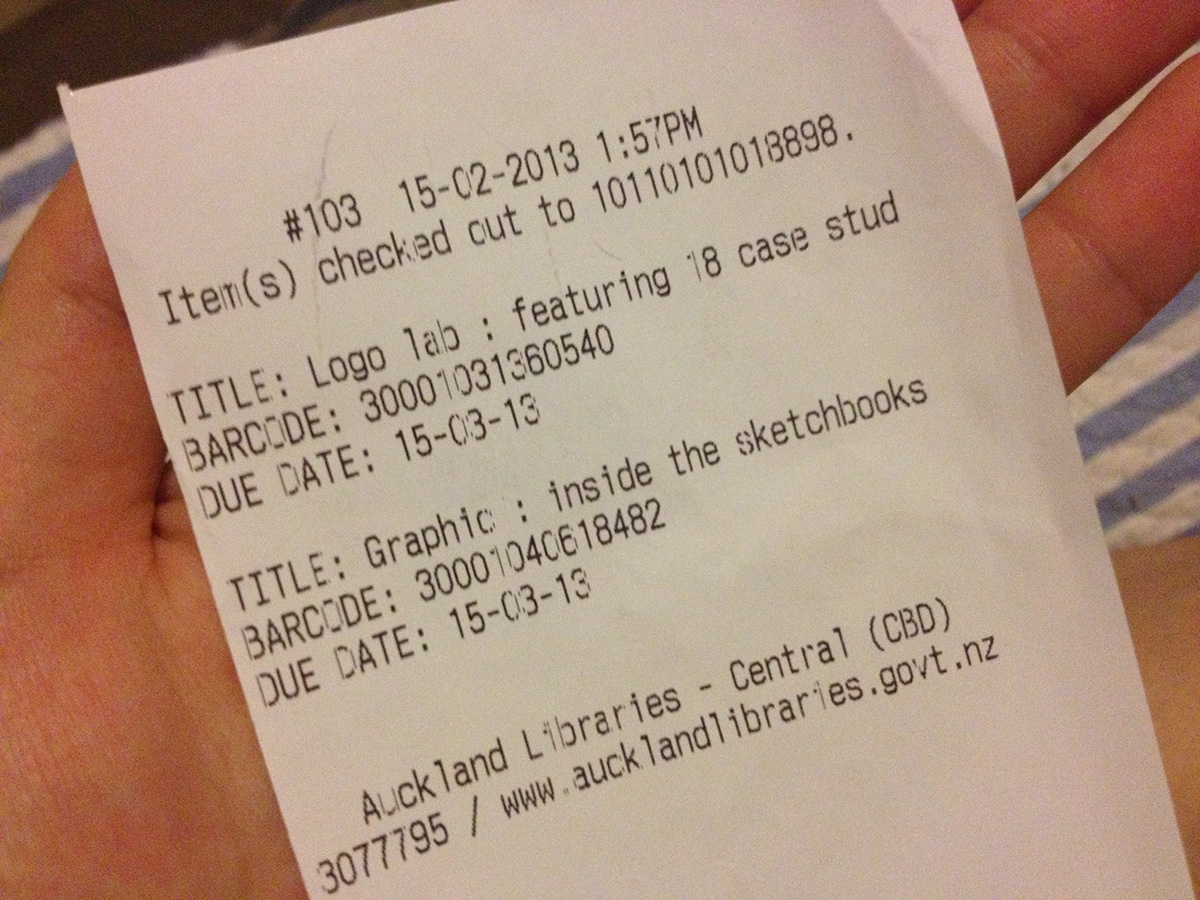 #103 15-02-2013 1:57PM
Item(s) checked out to 10110101018898.
TITLE: Logo lab : featuring 18 case stud
BARCODE: 30001031360540
DUE DATE: 15-03-13
TITLE: Graphic : inside the sketchbooks
BARCODE: 30001040618482
DUE DATE: 15-03-13
Auckland Libraries - Central (CBD)
3077795 / www.aucklandlibraries.govt.nz